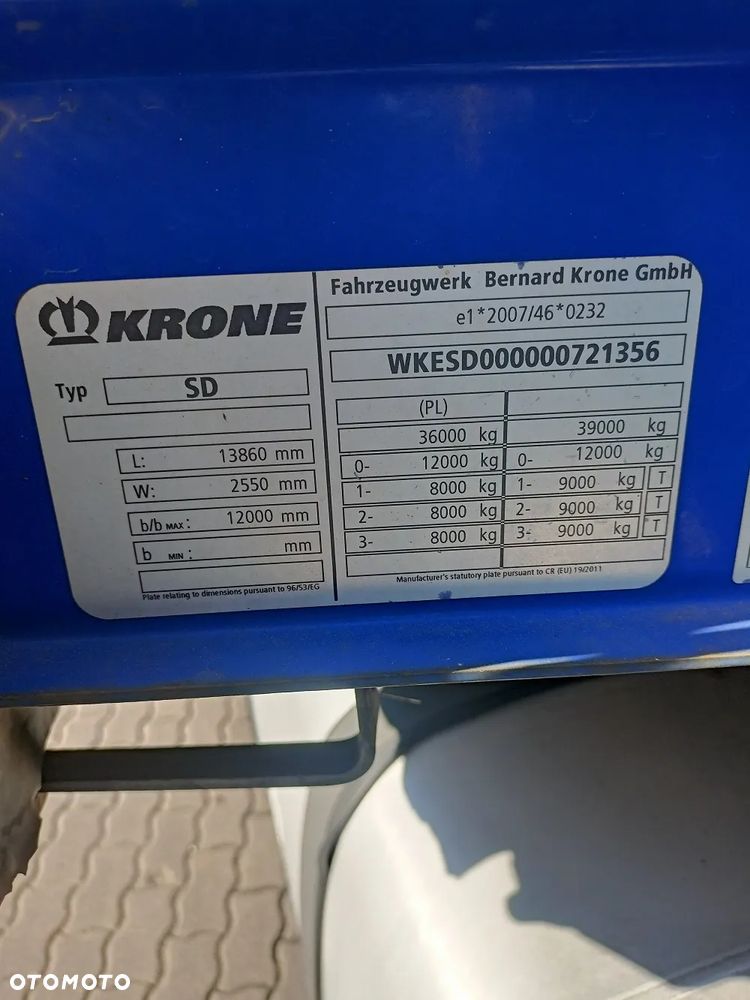 KRONE
Typ SD
L: 13860 mm
W: 2550 mm
b/b MAX: 12000 mm
b MIN: mm
Plate relating to dimensions pursuant to 96/53/EG
Fahrzeugwerk Bernard Krone GmbH
e1*2007/46*0232
WKESD000000721356
(PL)
36000 kg 39000 kg
0- 12000 kg 0- 12000 kg
1- 8000 kg 1- 9000 kg T
2- 8000 kg 2- 9000 kg T
3- 8000 kg 3- 9000 kg T
Manufacturer's statutory plate pursuant to CR (EU) 19/2011
OTOMOTO